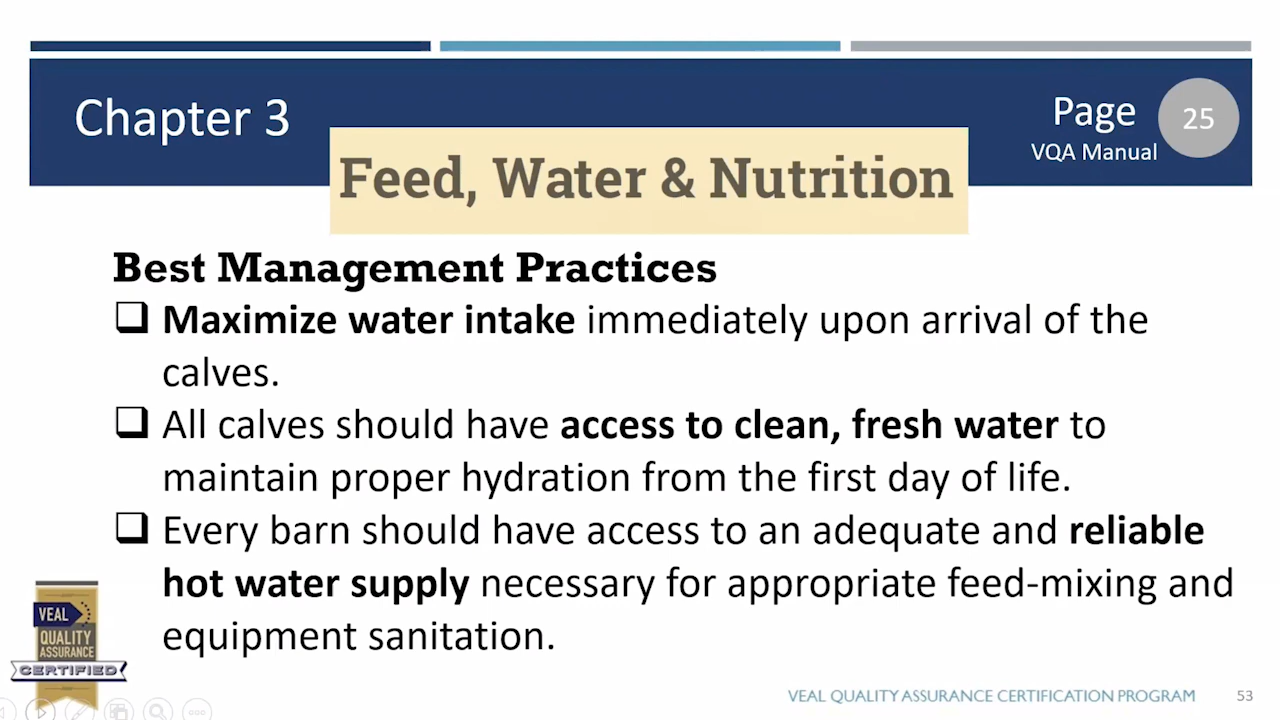 Chapter 3
Page
VQA Manual
25
Feed, Water & Nutrition
Best Management Practices
❑ Maximize water intake immediately upon arrival of the
calves.
❑ All calves should have access to clean, fresh water to
maintain proper hydration from the first day of life.
❑ Every barn should have access to an adequate and reliable
hot water supply necessary for appropriate feed-mixing and
equipment sanitation.
VEAL
QUALITY
ASSURANCE
CERTIFIED
VEAL QUALITY ASSURANCE CERTIFICATION PROGRAM
53